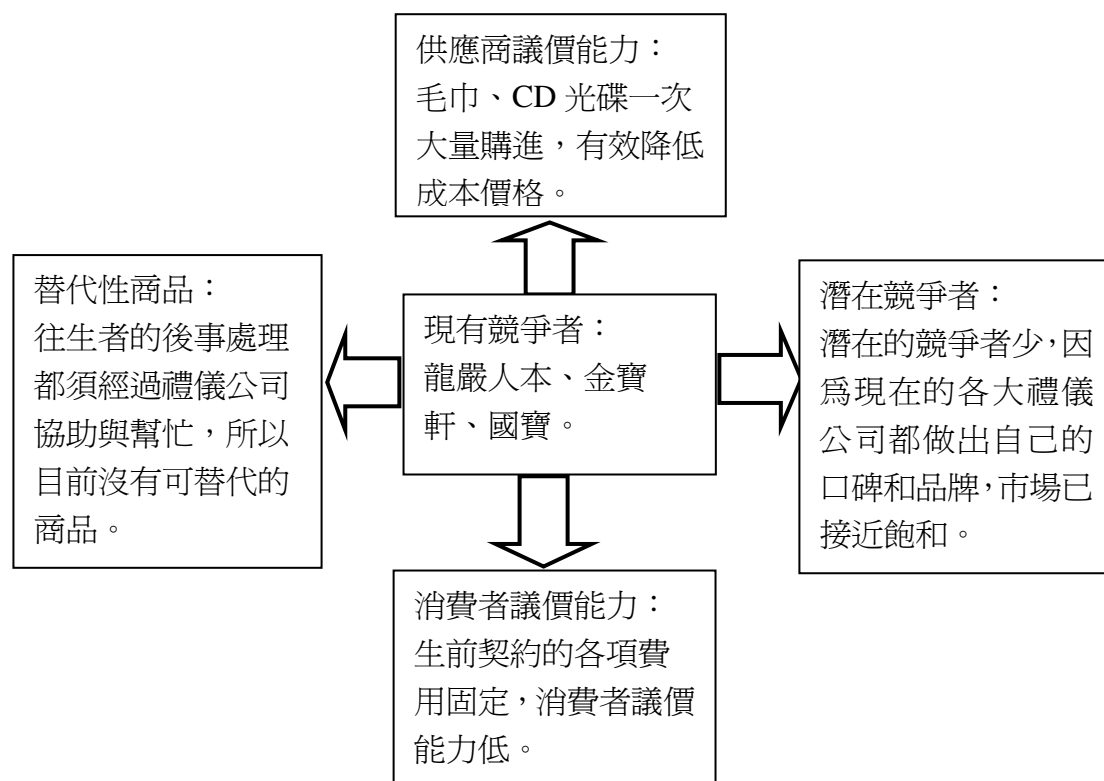 供應商議價能力：
毛巾、CD 光碟一次
大量購進，有效降低
成本價格。
替代性商品：
往生者的後事處理
都須經過禮儀公司
協助與幫忙，所以
目前沒有可替代的
商品。
現有競爭者：
龍嚴人本、金寶
軒、國寶。
潛在競爭者：
潛在的競爭者少，因
爲現在的各大禮儀
公司都做出自己的
口碑和品牌，市場已
接近飽和。
消費者議價能力：
生前契約的各項費
用固定，消費者議價
能力低。